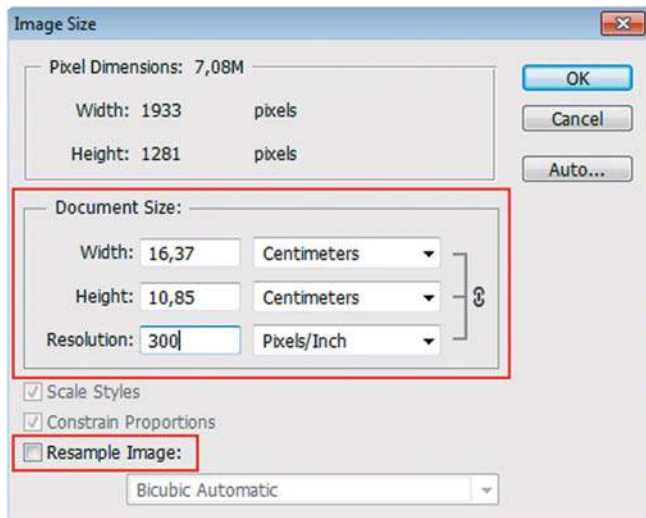 Image Size
Pixel Dimensions: 7,08M
OK
Width: 1933 pixels
Cancel
Height: 1281 pixels
Auto...
Document Size:
Width: 16,37 Centimeters
Height: 10,85 Centimeters
Resolution: 300 Pixels/Inch
Scale Styles
Constrain Proportions
Resample Image:
Bicubic Automatic